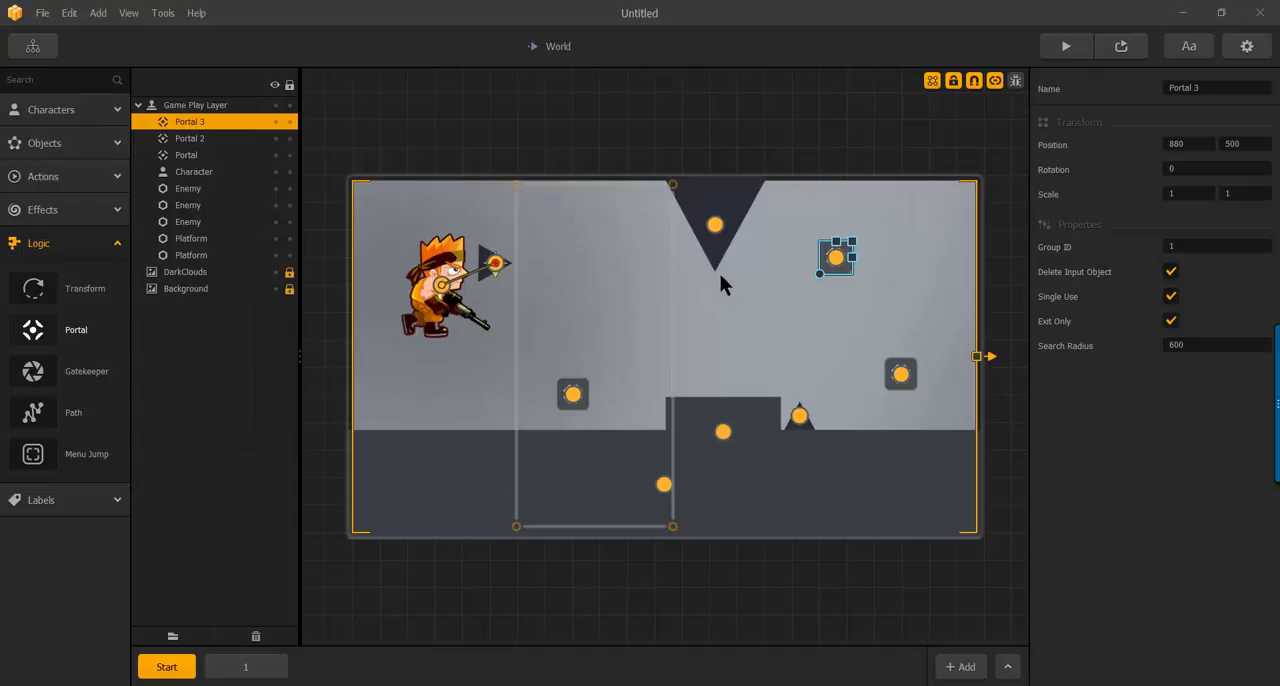 File Edit View Tools Help
Add
Untitled
World
Aa
Search
Characters
Objects
Actions
Effects
Logic
Transform
Portal
Gatekeeper
Path
Menu Jump
Labels
Game Play Layer
Portal 3
Portal 2
Portal
Character
Enemy
Enemy
Enemy
Platform
Platform
DarkClouds
Background
Start 1
+ Add
Name Portal 3
Transform
Position 880 500
Rotation 0
Scale 1 1
Properties
Group ID 1
Delete Input Object
Single Use
Exit Only
Search Radius 600